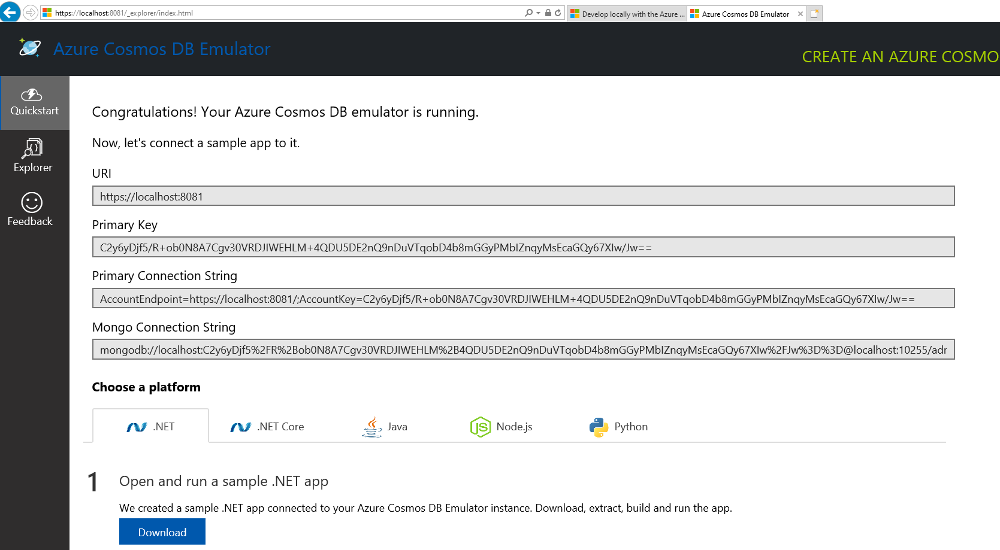 https://localhost:8081/_explorer/index.html
Develop locally with the Azure ...
Azure Cosmos DB Emulator
Azure Cosmos DB Emulator
CREATE AN AZURE COSMO
Quickstart
Explorer
Feedback
Congratulations! Your Azure Cosmos DB emulator is running.
Now, let's connect a sample app to it.
URI
https://localhost:8081
Primary Key
C2y6yDjf5/R+ob0N8A7Cgv30VRDJIWEHLM+4QDU5DE2nQ9nDuVTqobD4b8mGGyPMbIZnqyMsEcaGQy67XIw/Jw==
Primary Connection String
AccountEndpoint=https://localhost:8081/;AccountKey=C2y6yDjf5/R+ob0N8A7Cgv30VRDJIWEHLM+4QDU5DE2nQ9nDuVTqobD4b8mGGyPMbIZnqyMsEcaGQy67XIw/Jw==
Mongo Connection String
mongodb://localhost:C2y6yDjf5%2FR%2Bob0N8A7Cgv30VRDJIWEHLM%2B4QDU5DE2nQ9nDuVTqobD4b8mGGyPMbIZnqyMsEcaGQy67XIw%2FJw%3D%3D@localhost:10255/adr
Choose a platform
.NET
.NET Core
Java
Node.js
Python
1
Open and run a sample .NET app
We created a sample .NET app connected to your Azure Cosmos DB Emulator instance. Download, extract, build and run the app.
Download